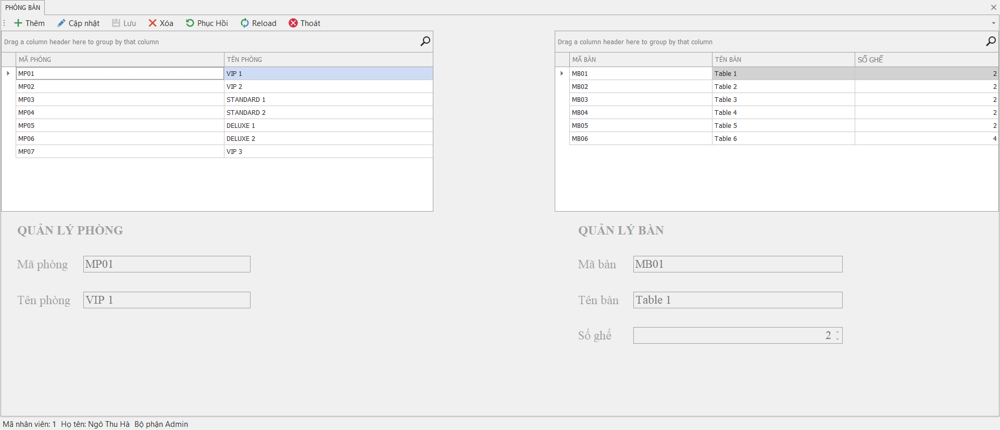 PHÒNG BÀN
Thêm Cập nhật Lưu Xóa Phục Hồi Reload Thoát
Drag a column header here to group by that column
MÃ PHÒNG TÊN PHÒNG
MP01 VIP 1
MP02 VIP 2
MP03 STANDARD 1
MP04 STANDARD 2
MP05 DELUXE 1
MP06 DELUXE 2
MP07 VIP 3
Drag a column header here to group by that column
MÃ BÀN TÊN BÀN SỐ GHẾ
MB01 Table 1 2
MB02 Table 2 2
MB03 Table 3 2
MB04 Table 4 2
MB05 Table 5 2
MB06 Table 6 4
QUẢN LÝ PHÒNG
Mã phòng MP01
Tên phòng VIP 1
QUẢN LÝ BÀN
Mã bàn MB01
Tên bàn Table 1
Số ghế 2
Mã nhân viên: 1 Họ tên: Ngô Thu Hà Bộ phận Admin